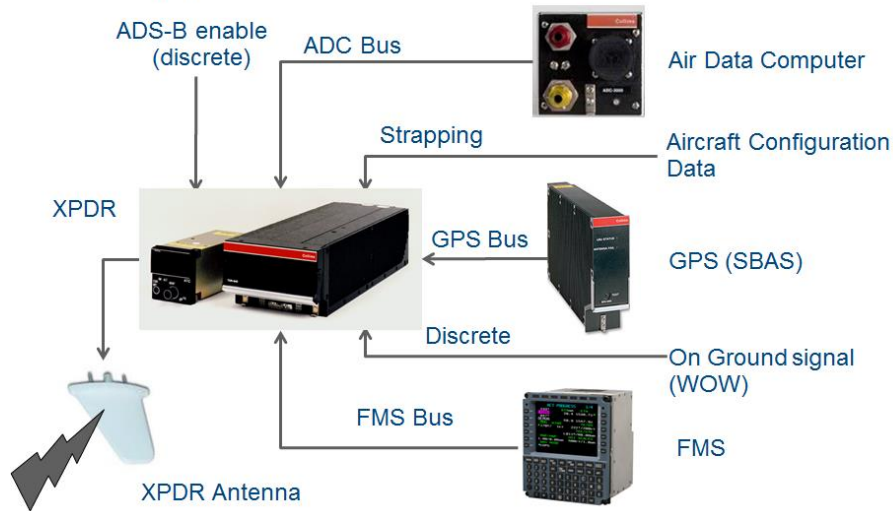 ADS-B enable
(discrete)
ADC Bus
Air Data Computer
Strapping
Aircraft Configuration
Data
XPDR
GPS Bus
GPS (SBAS)
Discrete
On Ground signal
(WOW)
FMS Bus
FMS
XPDR Antenna